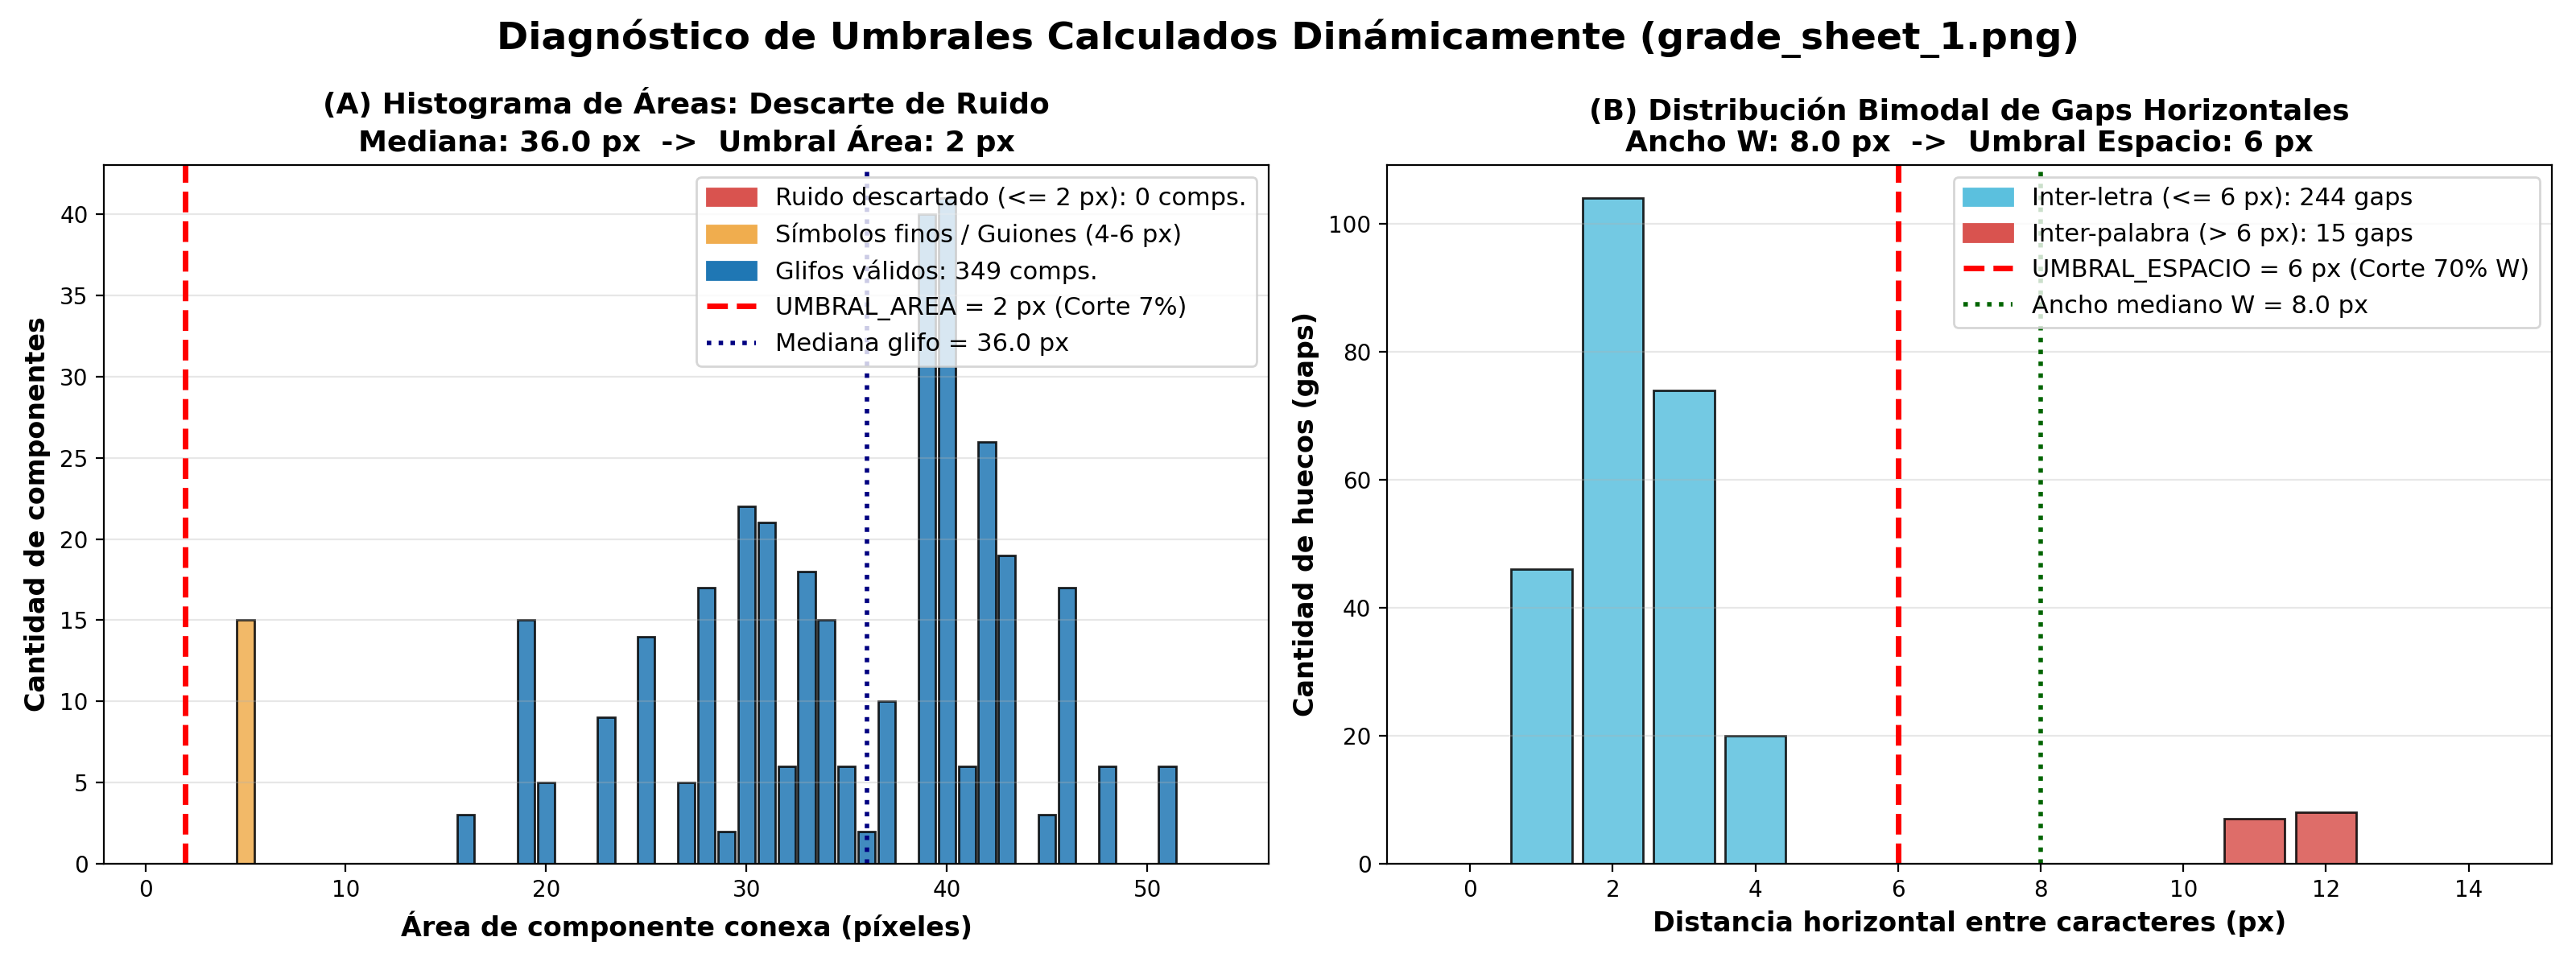 Diagnóstico de Umbrales Calculados Dinámicamente (grade_sheet_1.png)
(A) Histograma de Áreas: Descarte de Ruido
Mediana: 36.0 px -> Umbral Área: 2 px
Cantidad de componentes
40
35
30
25
20
15
10
5
0
Ruido descartado (<= 2 px): 0 comps.
Símbolos finos / Guiones (4-6 px)
Glifos válidos: 349 comps.
UMBRAL_AREA = 2 px (Corte 7%)
Mediana glifo = 36.0 px
0 10 20 30 40 50
Área de componente conexa (píxeles)
(B) Distribución Bimodal de Gaps Horizontales
Ancho W: 8.0 px -> Umbral Espacio: 6 px
Cantidad de huecos (gaps)
100
80
60
40
20
0
Inter-letra (<= 6 px): 244 gaps
Inter-palabra (> 6 px): 15 gaps
UMBRAL_ESPACIO = 6 px (Corte 70% W)
Ancho mediano W = 8.0 px
0 2 4 6 8 10 12 14
Distancia horizontal entre caracteres (px)